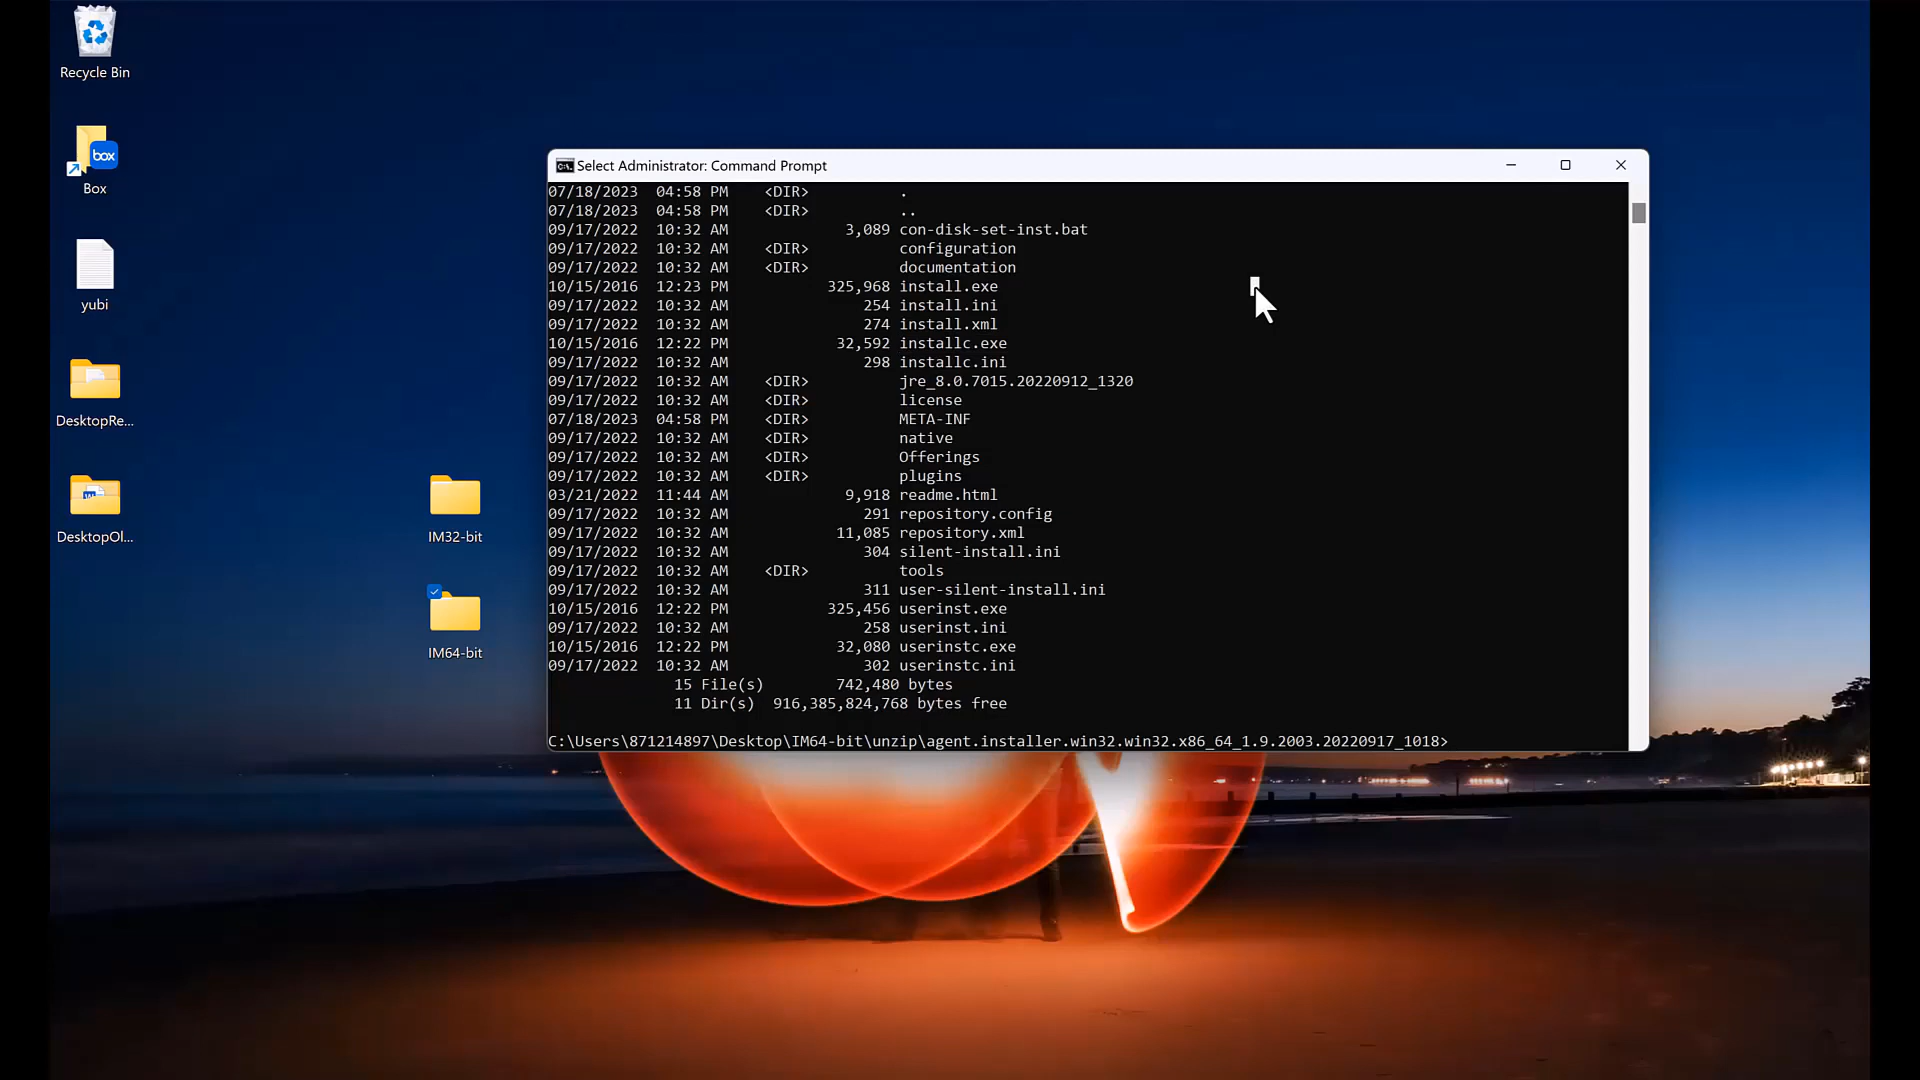 Recycle Bin
box
Box
yubi
DesktopRe...
DesktopOl...
IM32-bit
IM64-bit
Select Administrator: Command Prompt
07/18/2023  04:58 PM    <DIR>          .
07/18/2023  04:58 PM    <DIR>          ..
09/17/2022  10:32 AM             3,089 con-disk-set-inst.bat
09/17/2022  10:32 AM    <DIR>          configuration
09/17/2022  10:32 AM    <DIR>          documentation
10/15/2016  12:23 PM           325,968 install.exe
09/17/2022  10:32 AM               254 install.ini
09/17/2022  10:32 AM               274 install.xml
10/15/2016  12:22 PM            32,592 installc.exe
09/17/2022  10:32 AM               298 installc.ini
09/17/2022  10:32 AM    <DIR>          jre_8.0.7015.20220912_1320
09/17/2022  10:32 AM    <DIR>          license
07/18/2023  04:58 PM    <DIR>          META-INF
09/17/2022  10:32 AM    <DIR>          native
09/17/2022  10:32 AM    <DIR>          Offerings
09/17/2022  10:32 AM    <DIR>          plugins
03/21/2022  11:44 AM             9,918 readme.html
09/17/2022  10:32 AM               291 repository.config
09/17/2022  10:32 AM            11,085 repository.xml
09/17/2022  10:32 AM               304 silent-install.ini
09/17/2022  10:32 AM    <DIR>          tools
09/17/2022  10:32 AM               311 user-silent-install.ini
10/15/2016  12:22 PM           325,456 userinst.exe
09/17/2022  10:32 AM               258 userinst.ini
10/15/2016  12:22 PM            32,080 userinstc.exe
09/17/2022  10:32 AM               302 userinstc.ini
15 File(s)        742,480 bytes
11 Dir(s)  916,385,824,768 bytes free
C:\Users\871214897\Desktop\IM64-bit\unzip\agent.installer.win32.win32.x86_64_1.9.2003.20220917_1018>